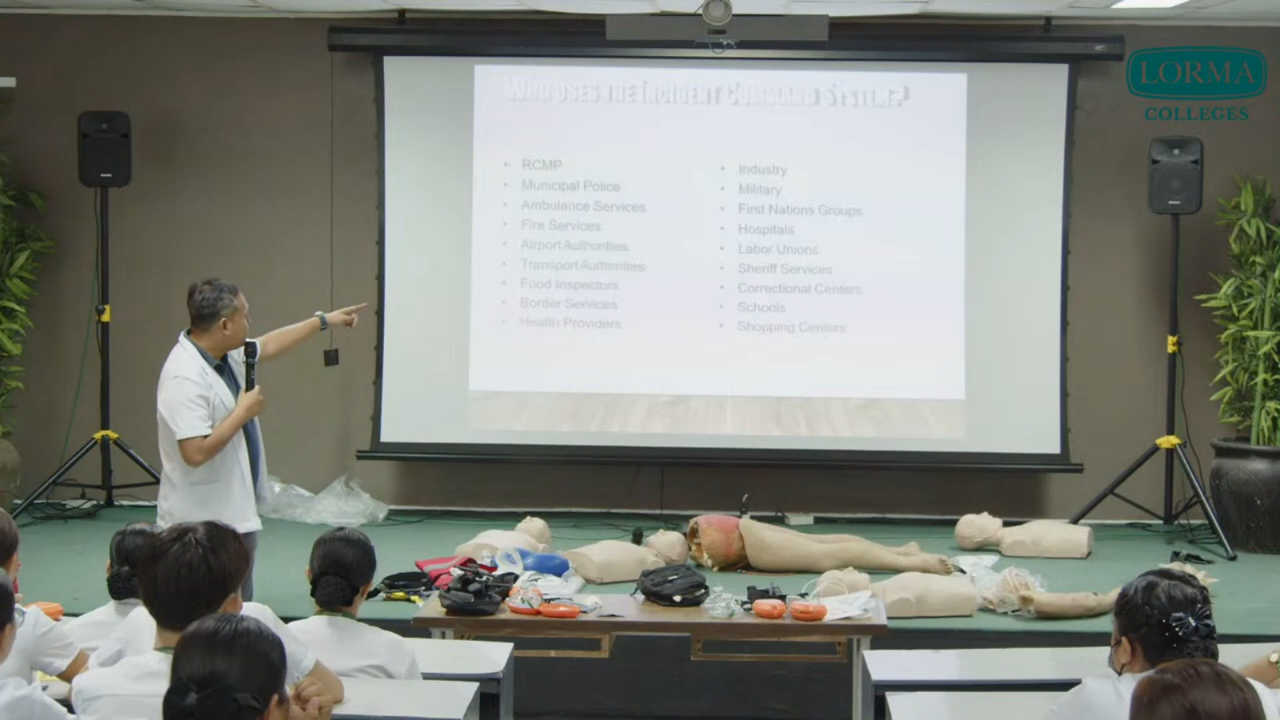 LORMA
COLLEGES
WHO USES THE INCIDENT COMMAND SYSTEM?
• RCMP
• Municipal Police
• Ambulance Services
• Fire Services
• Airport Authorities
• Transport Authorities
• Food Inspectors
• Border Services
• Health Providers
• Industry
• Military
• First Nations Groups
• Hospitals
• Labor Unions
• Sheriff Services
• Correctional Centers
• Schools
• Shopping Centers